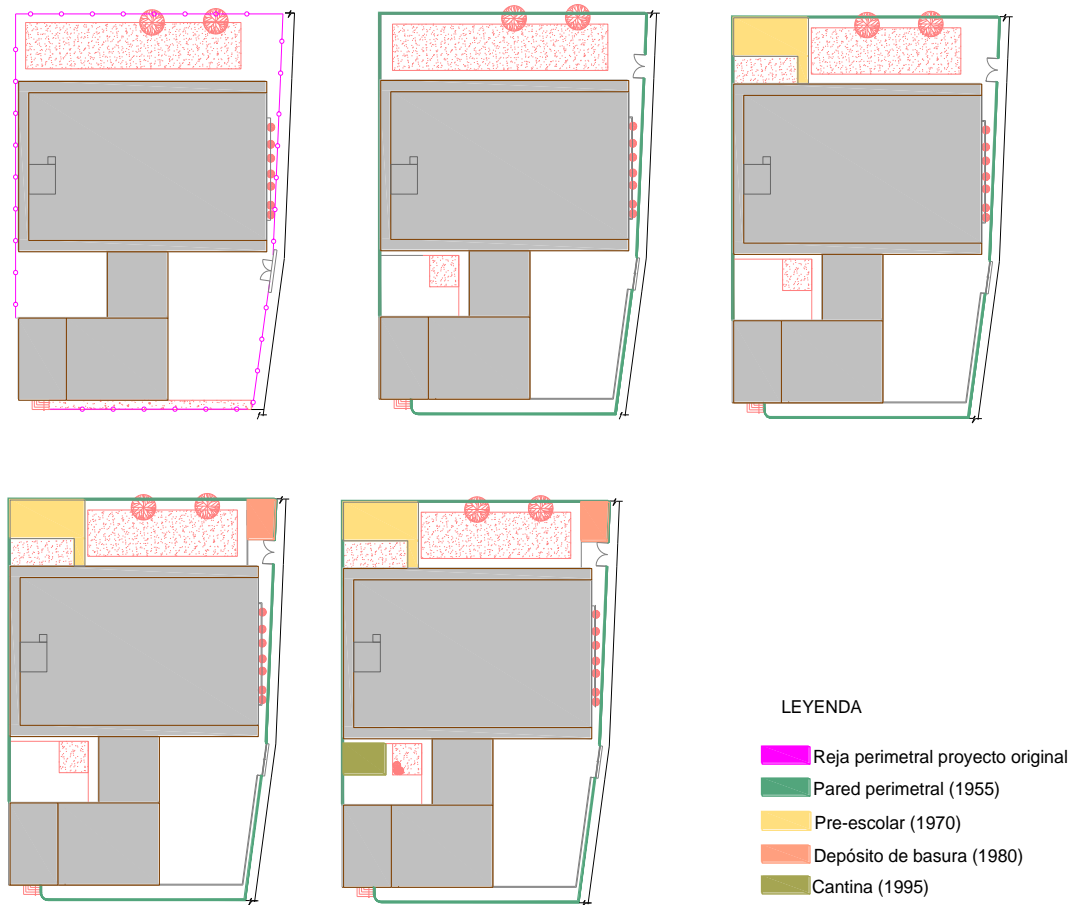 LEYENDA
Reja perimetral proyecto original
Pared perimetral (1955)
Pre-escolar (1970)
Depósito de basura (1980)
Cantina (1995)